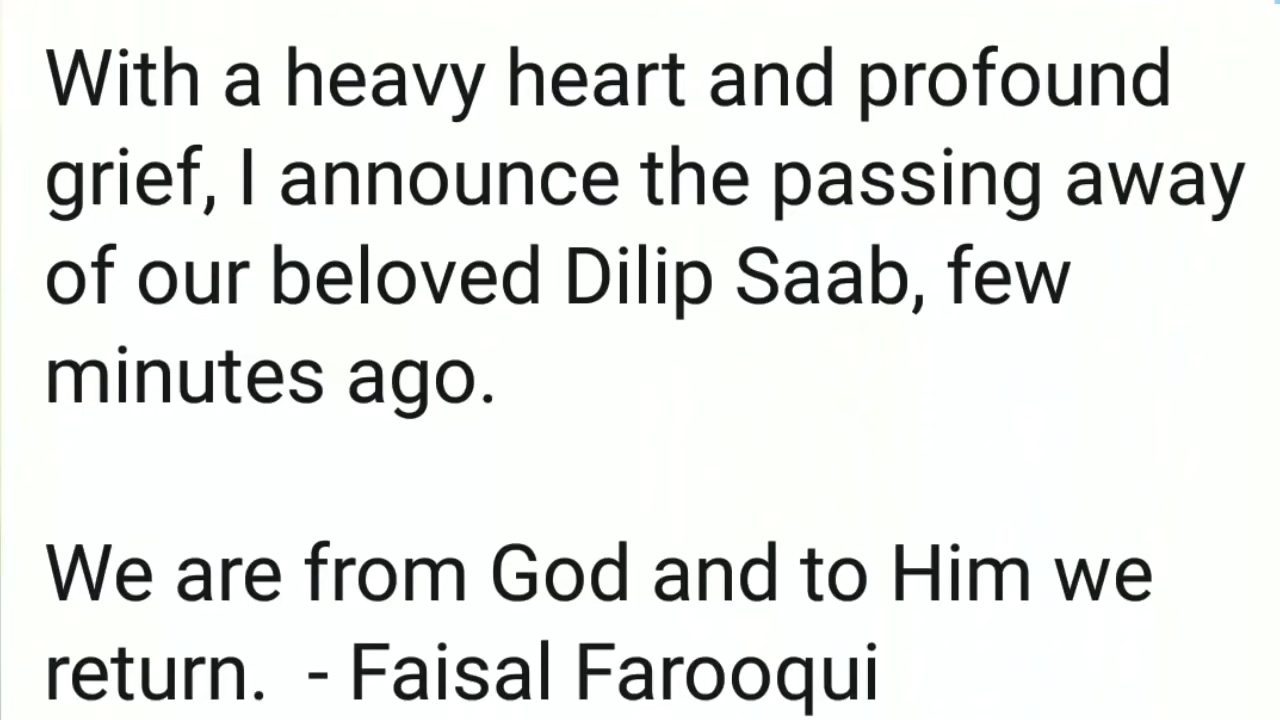 With a heavy heart and profound
grief, I announce the passing away
of our beloved Dilip Saab, few
minutes ago.
We are from God and to Him we
return.  - Faisal Farooqui